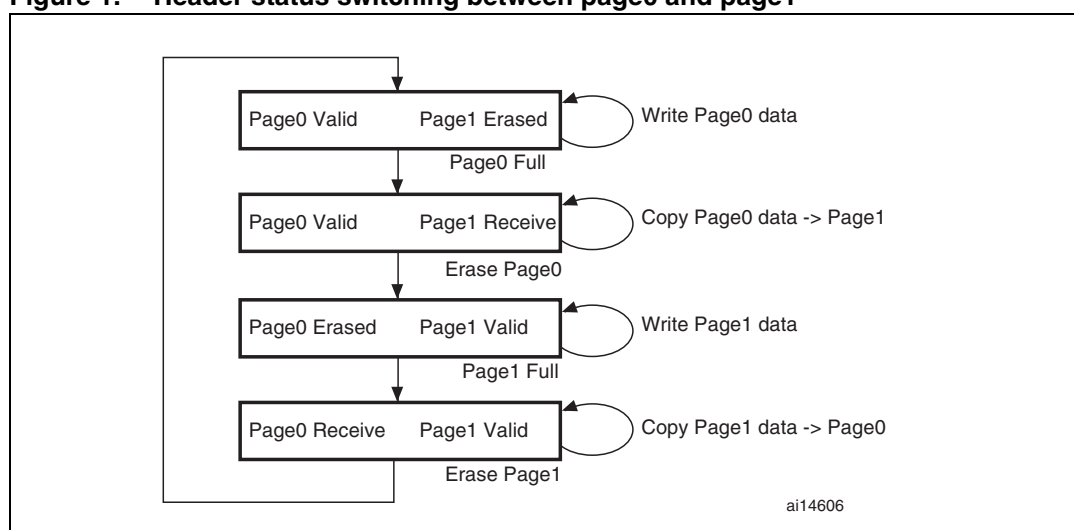 Figure 1. Header status switching between page0 and page1
Page0 Valid Page1 Erased
Write Page0 data
Page0 Full
Page0 Valid Page1 Receive
Copy Page0 data -> Page1
Erase Page0
Page0 Erased Page1 Valid
Write Page1 data
Page1 Full
Page0 Receive Page1 Valid
Copy Page1 data -> Page0
Erase Page1
ai14606